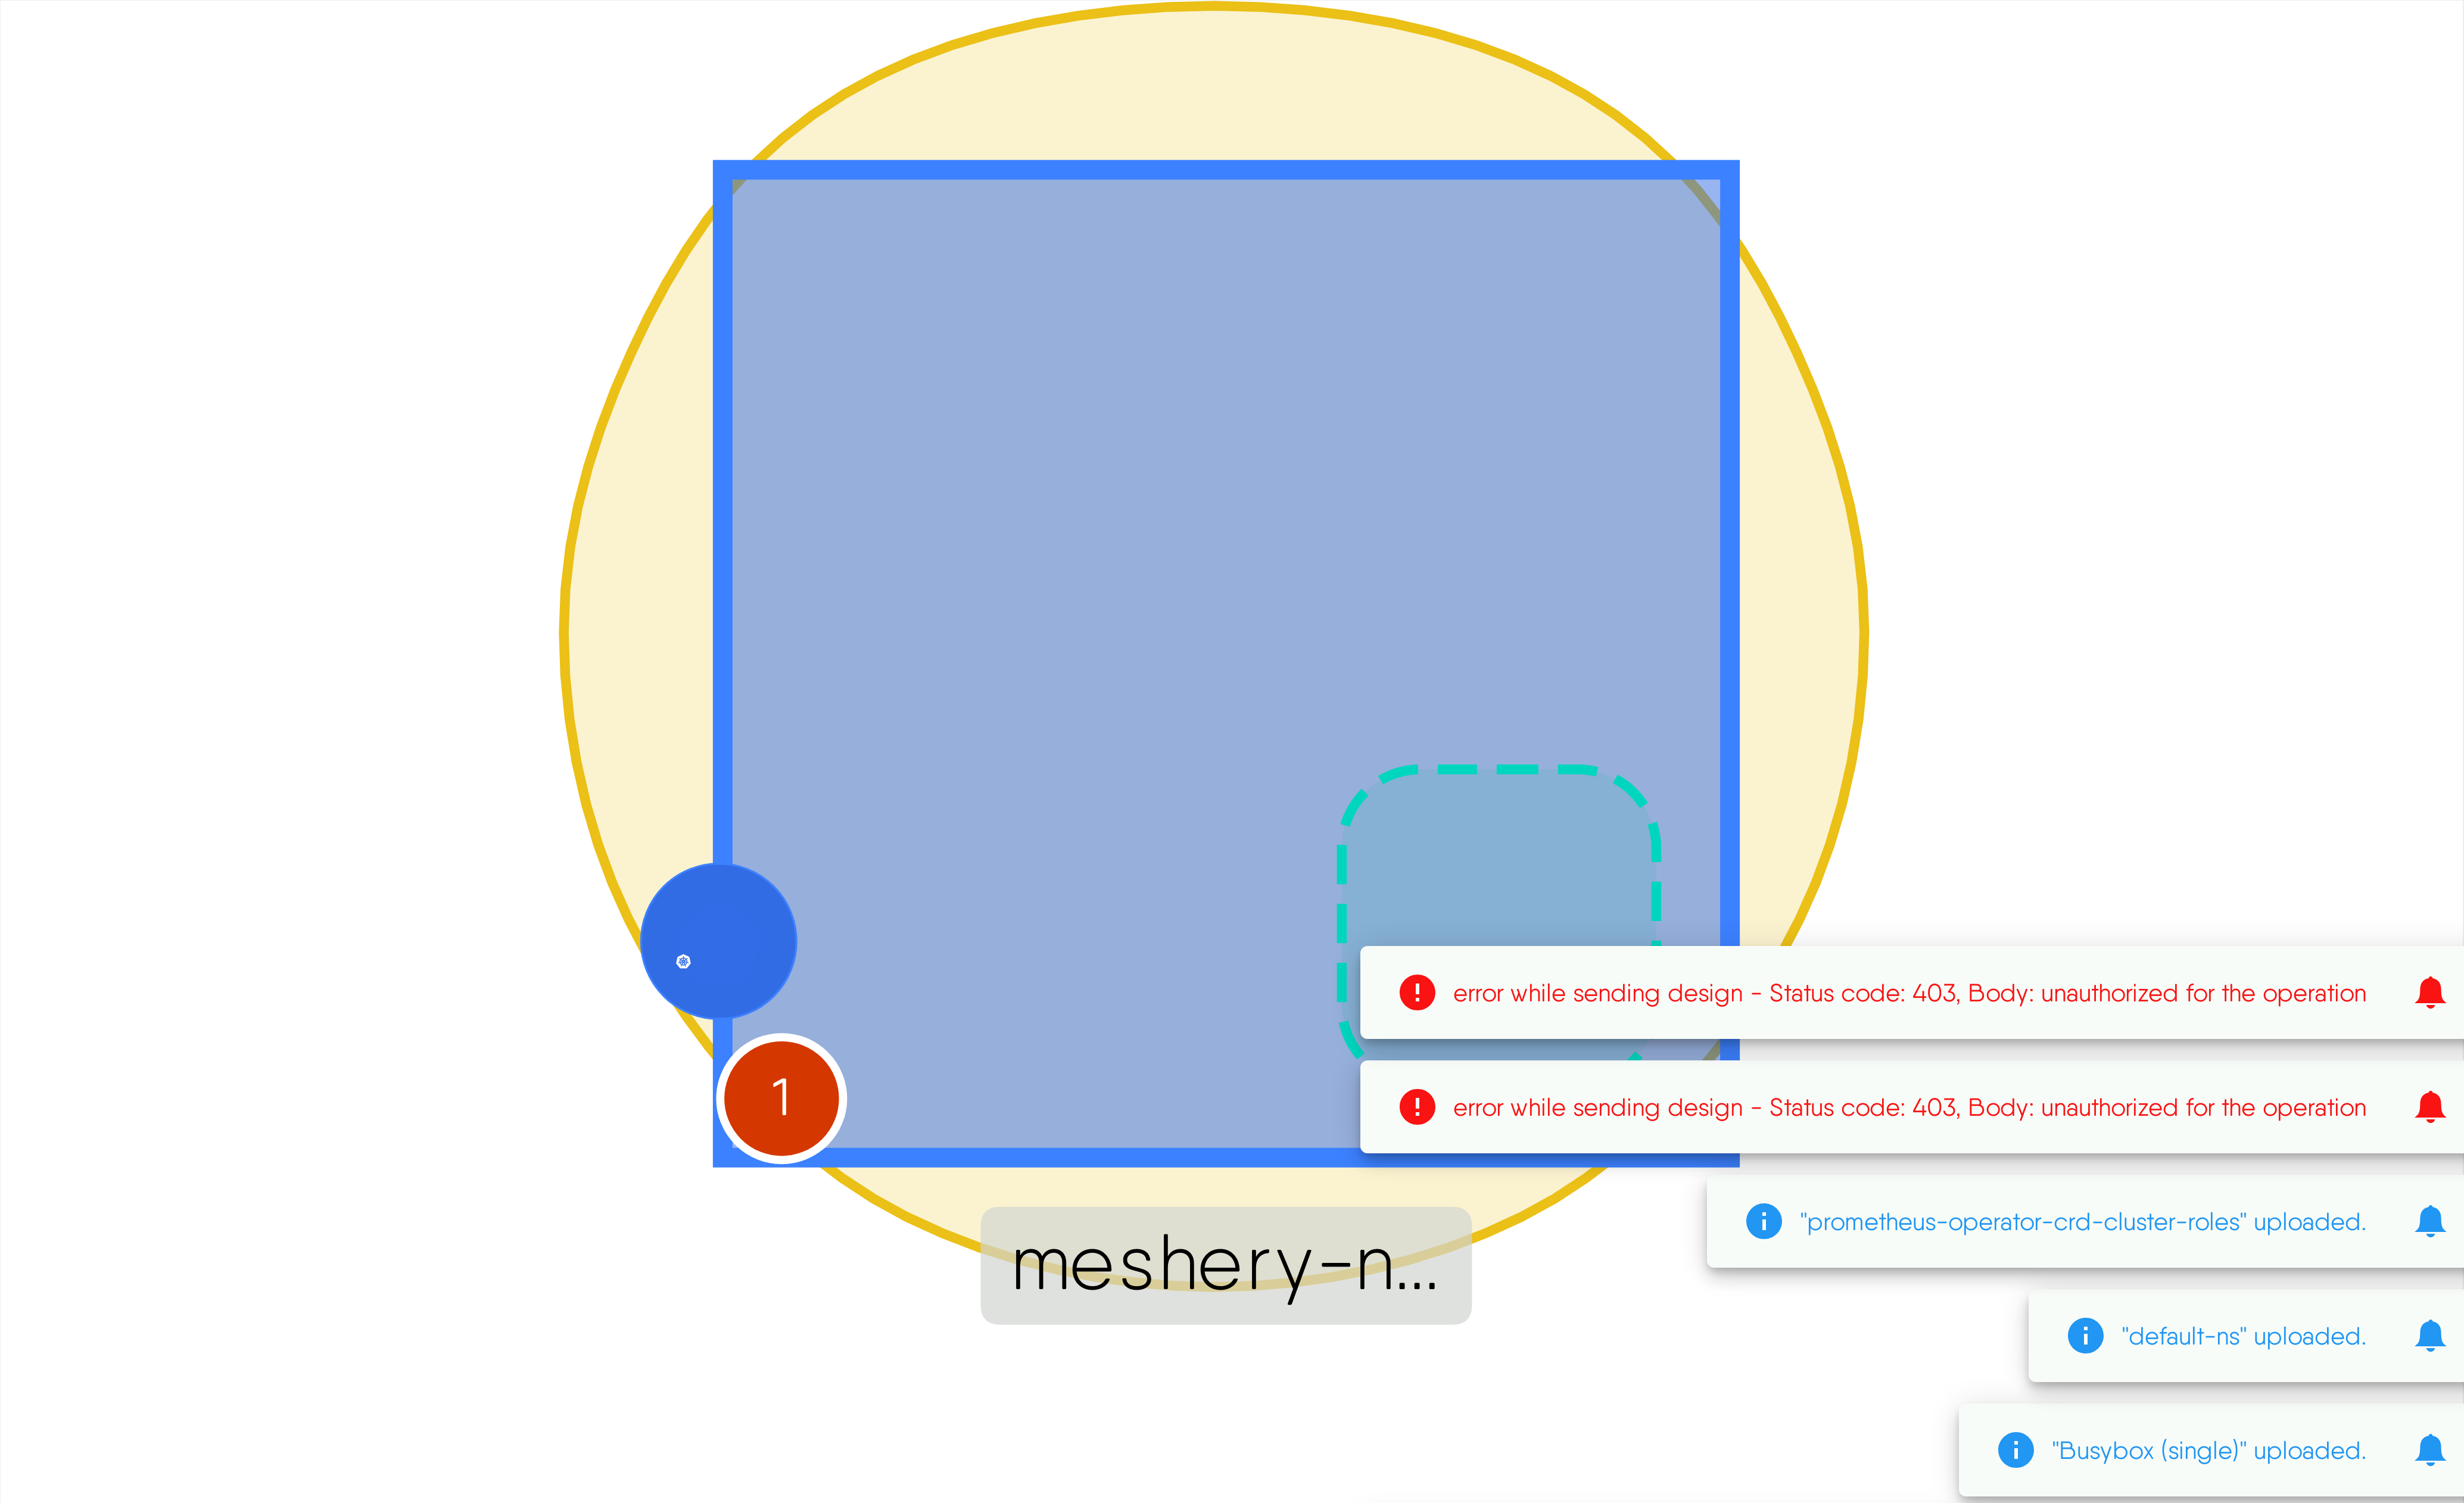 error while sending design - Status code: 403, Body: unauthorized for the operation
1
error while sending design - Status code: 403, Body: unauthorized for the operation
"prometheus-operator-crd-cluster-roles" uploaded.
meshery-n...
"default-ns" uploaded.
"Busybox (single)" uploaded.